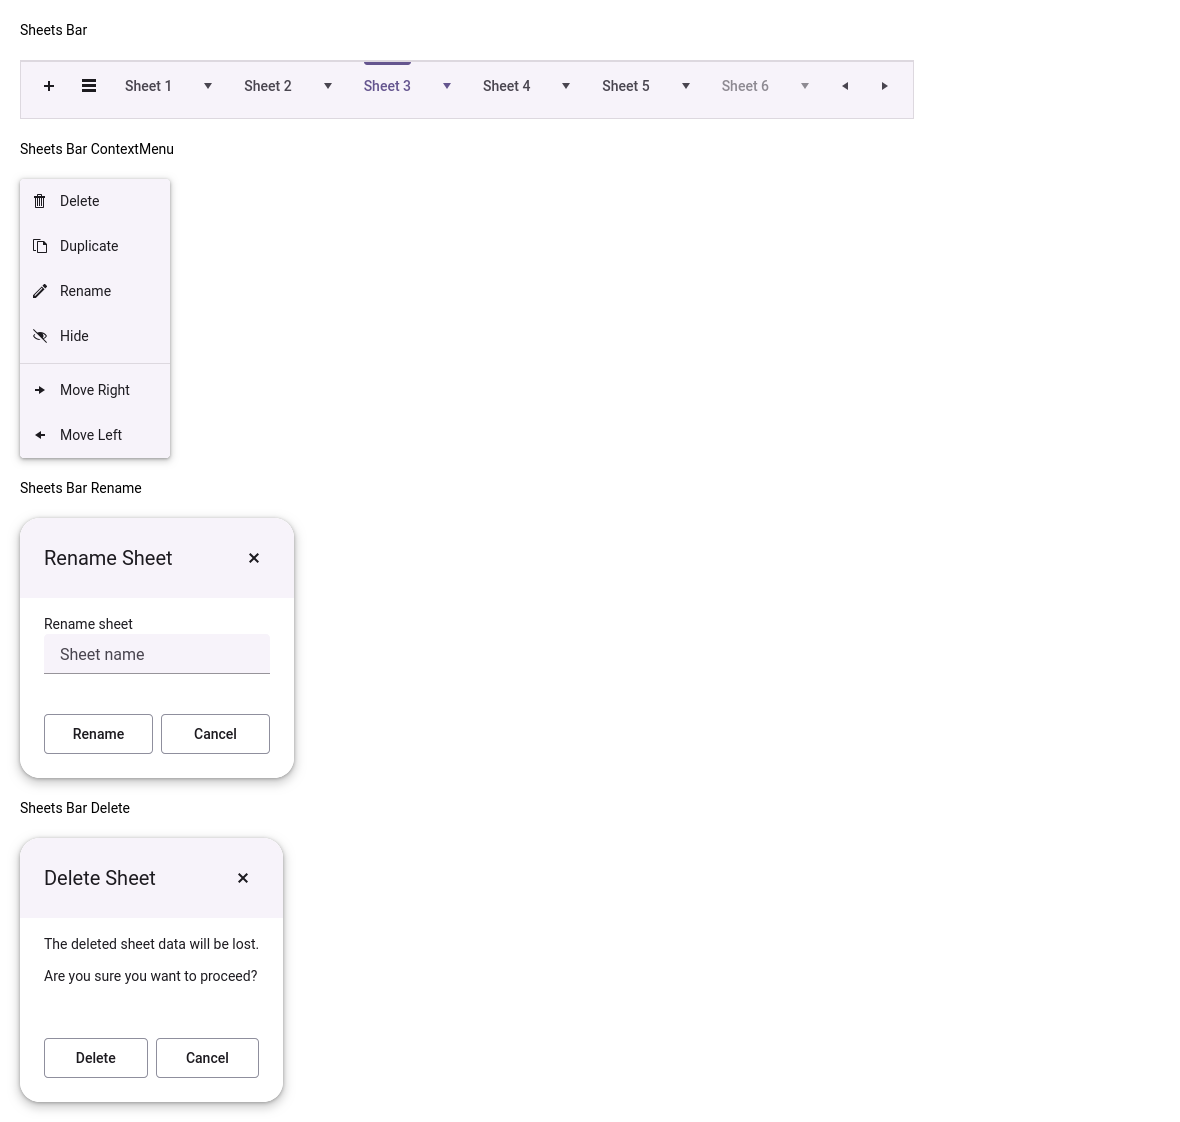 Sheets Bar
Sheet 1 Sheet 2 Sheet 3 Sheet 4 Sheet 5 Sheet 6
Sheets Bar ContextMenu
Delete
Duplicate
Rename
Hide
Move Right
Move Left
Sheets Bar Rename
Rename Sheet
Rename sheet
Sheet name
Rename Cancel
Sheets Bar Delete
Delete Sheet
The deleted sheet data will be lost.
Are you sure you want to proceed?
Delete Cancel